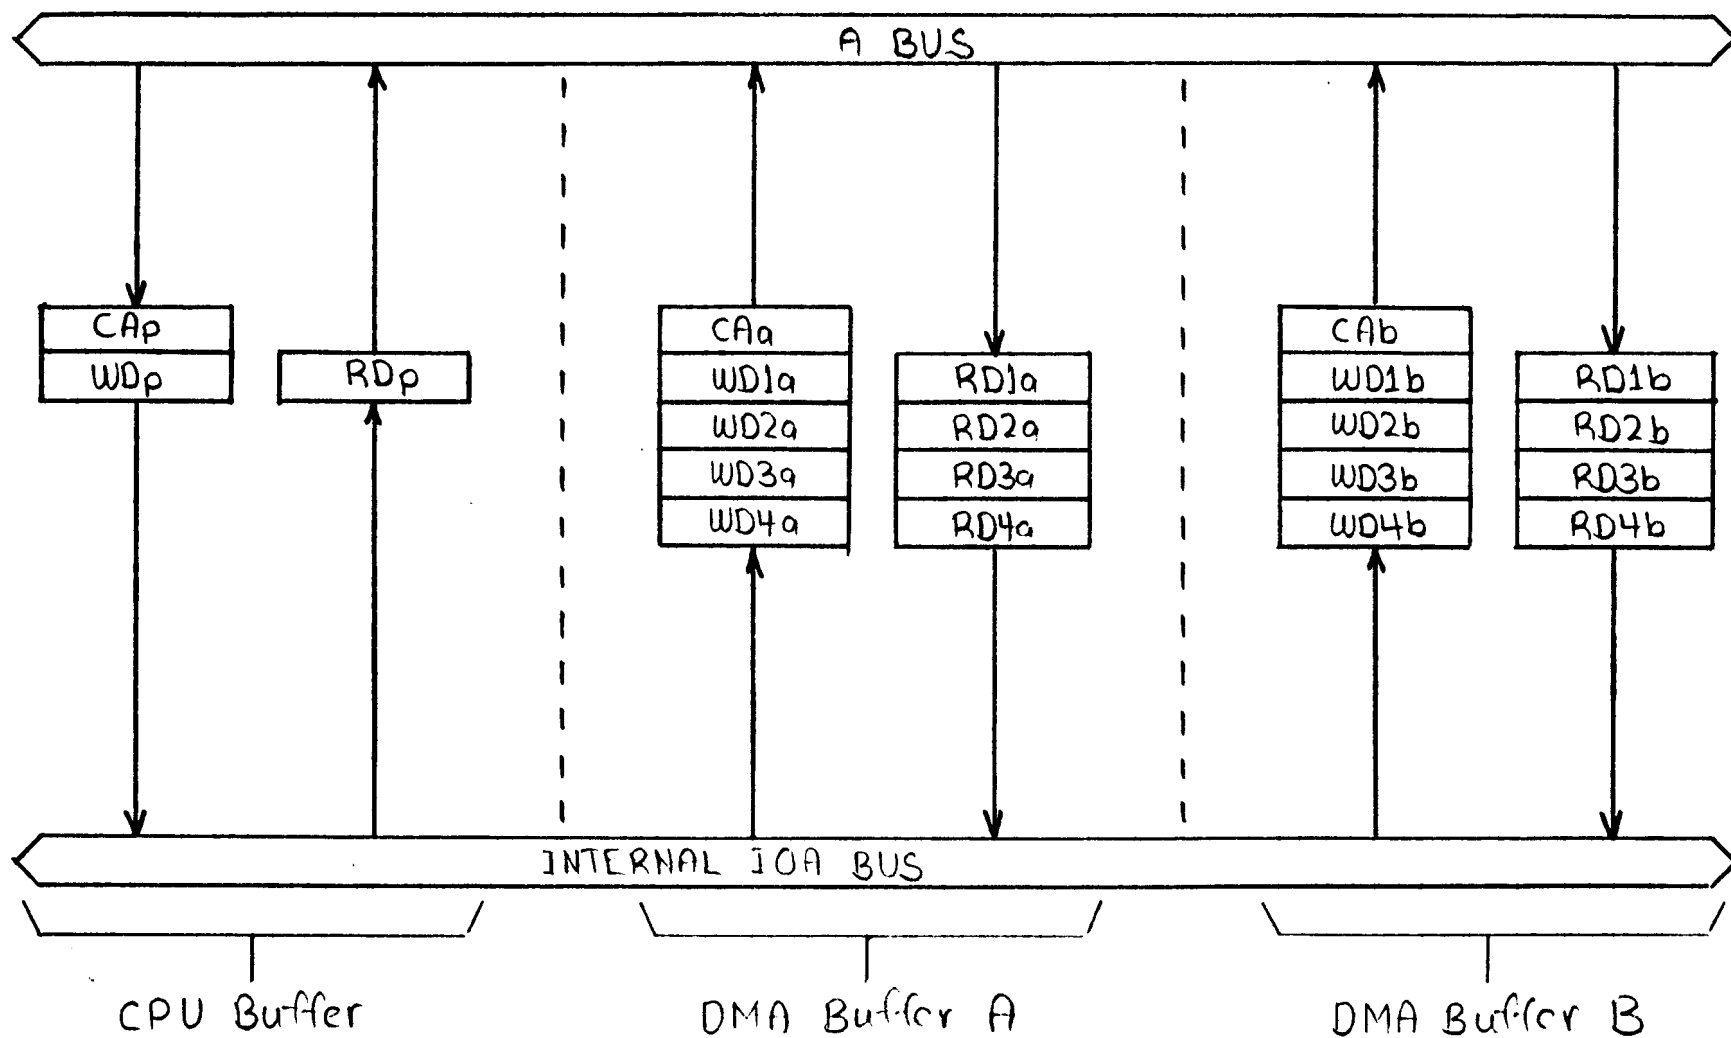 A BUS
CAp
WDp
RDp
CAa
WD1a
WD2a
WD3a
WD4a
RD1a
RD2a
RD3a
RD4a
CAb
WD1b
WD2b
WD3b
WD4b
RD1b
RD2b
RD3b
RD4b
INTERNAL IOA BUS
CPU Buffer
DMA Buffer A
DMA Buffer B